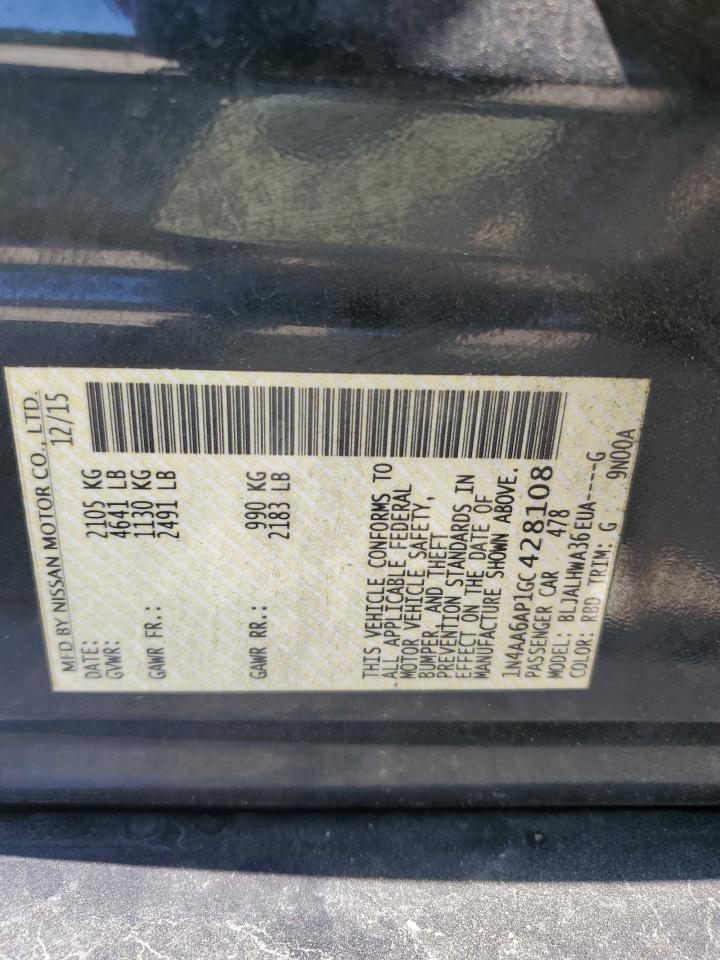 MFD BY NISSAN MOTOR CO., LTD.
DATE: 12/15
GVWR: 2105 KG
4641 LB
GAWR FR.: 1130 KG
2491 LB
GAWR RR.: 990 KG
2183 LB
THIS VEHICLE CONFORMS TO
ALL APPLICABLE FEDERAL
MOTOR VEHICLE SAFETY,
BUMPER, AND THEFT
PREVENTION STANDARDS IN
EFFECT ON THE DATE OF
MANUFACTURE SHOWN ABOVE.
1N4AA6AP1GC428108
PASSENGER CAR 478
MODEL: BLJALHWA36EUA----G
COLOR: RBD TRIM: G 9N00A